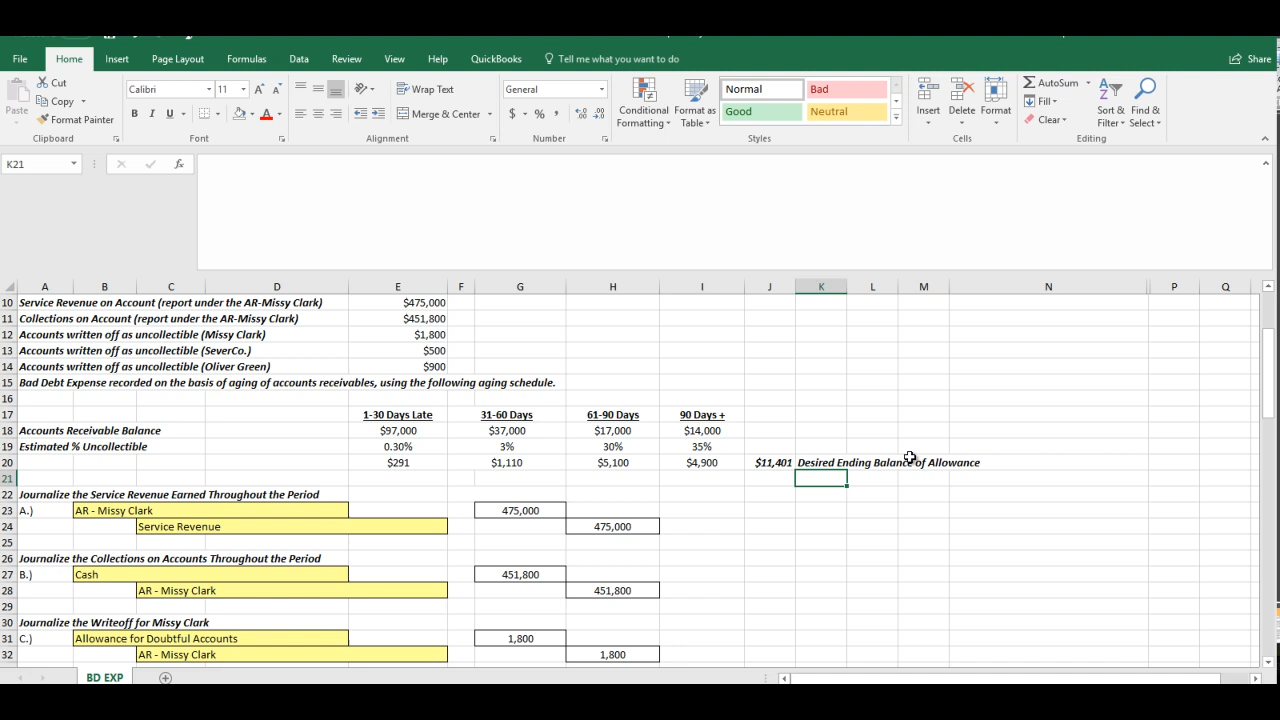 File Home Insert Page Layout Formulas Data Review View Help QuickBooks Tell me what you want to do Share
Paste Cut Calibri 11 A A Wrap Text General Conditional Formatting Format as Table Normal Bad Insert Delete Format AutoSum Sort & Filter Find & Select
Copy B I U A Merge & Center $ % , Good Neutral Fill
Format Painter Clear
Clipboard Font Alignment Number Styles Cells Editing
K21 fx
A B C D E F G H I J K L M N P Q
10 Service Revenue on Account (report under the AR-Missy Clark) $475,000
11 Collections on Account (report under the AR-Missy Clark) $451,800
12 Accounts written off as uncollectible (Missy Clark) $1,800
13 Accounts written off as uncollectible (SeverCo.) $500
14 Accounts written off as uncollectible (Oliver Green) $900
15 Bad Debt Expense recorded on the basis of aging of accounts receivables, using the following aging schedule.
16
17 1-30 Days Late 31-60 Days 61-90 Days 90 Days +
18 Accounts Receivable Balance $97,000 $37,000 $17,000 $14,000
19 Estimated % Uncollectible 0.30% 3% 30% 35%
20 $291 $1,110 $5,100 $4,900 $11,401 Desired Ending Balance of Allowance
21
22 Journalize the Service Revenue Earned Throughout the Period
23 A.) AR - Missy Clark 475,000
24 Service Revenue 475,000
25
26 Journalize the Collections on Accounts Throughout the Period
27 B.) Cash 451,800
28 AR - Missy Clark 451,800
29
30 Journalize the Writeoff for Missy Clark
31 C.) Allowance for Doubtful Accounts 1,800
32 AR - Missy Clark 1,800
BD EXP